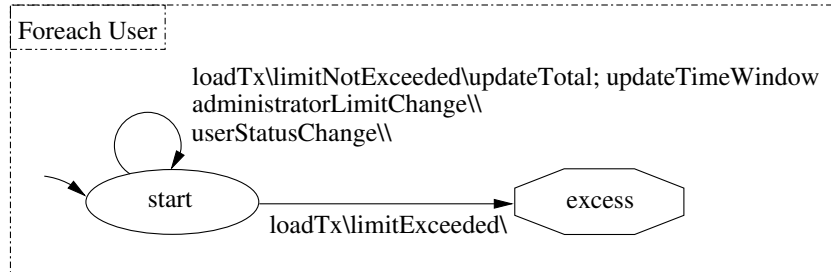 Foreach User
loadTx\limitNotExceeded\updateTotal; updateTimeWindow
administratorLimitChange\\
userStatusChange\\
start
excess
loadTx\limitExceeded\